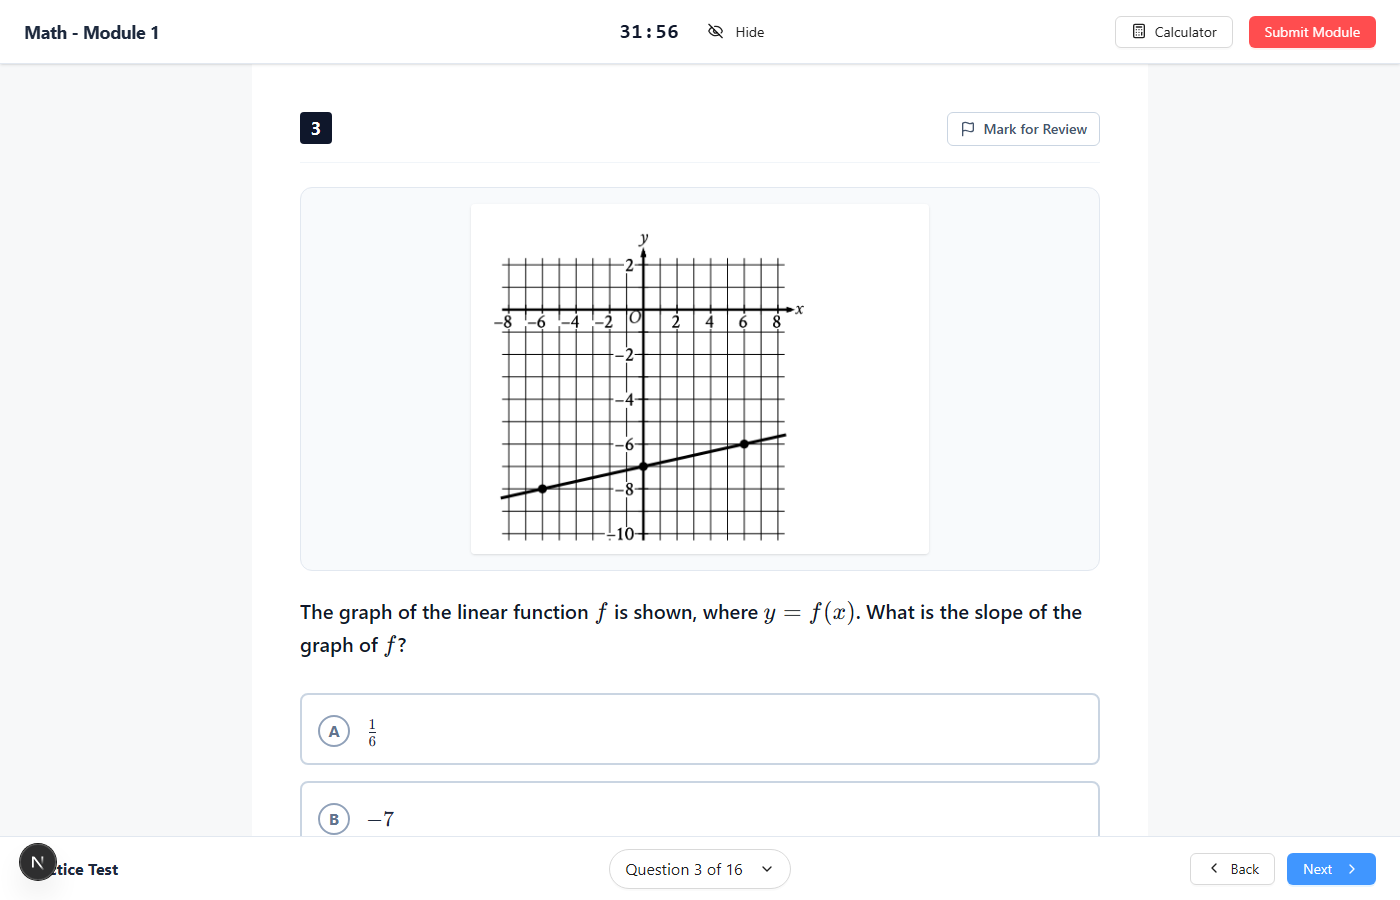 Math - Module 1
31:56
Hide
Calculator
Submit Module
3
Mark for Review
y
2
x
-8 -6 -4 -2 O 2 4 6 8
-2
-4
-6
-8
-10
The graph of the linear function f is shown, where y = f(x). What is the slope of the
graph of f?
A 1/6
B −7
N
tice Test
Question 3 of 16
Back
Next